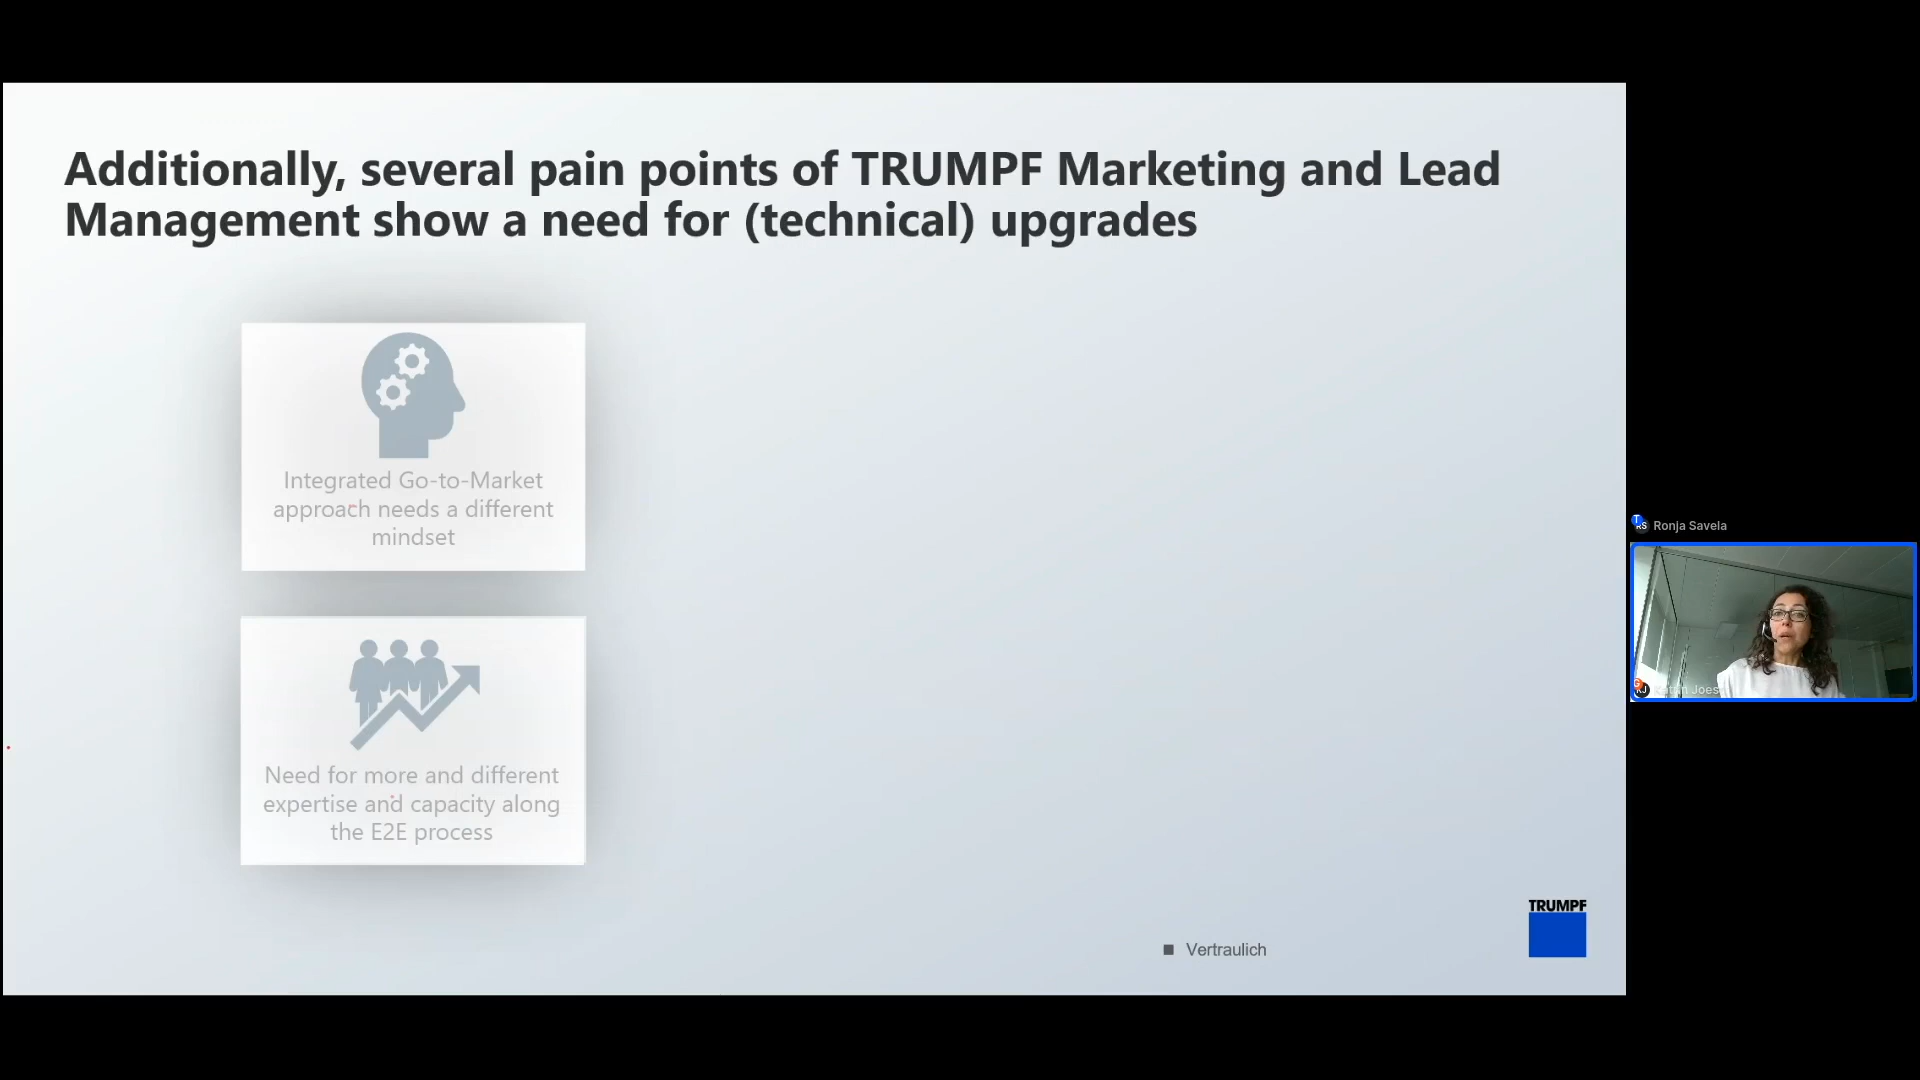 Additionally, several pain points of TRUMPF Marketing and Lead
Management show a need for (technical) upgrades
Integrated Go-to-Market
approach needs a different
mindset
Need for more and different
expertise and capacity along
the E2E process
Vertraulich
TRUMPF
RS
Ronja Savela
KJ